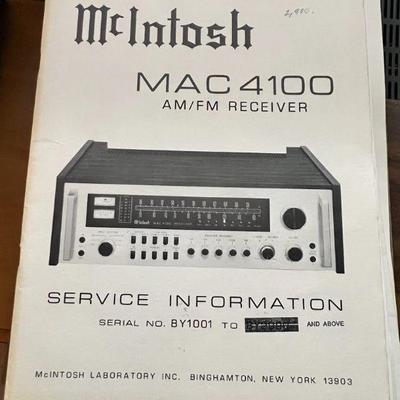 McIntosh
MAC 4100
AM/FM RECEIVER
SERVICE INFORMATION
SERIAL NO. BY1001 TO AND ABOVE
McINTOSH LABORATORY INC. BINGHAMTON, NEW YORK 13903